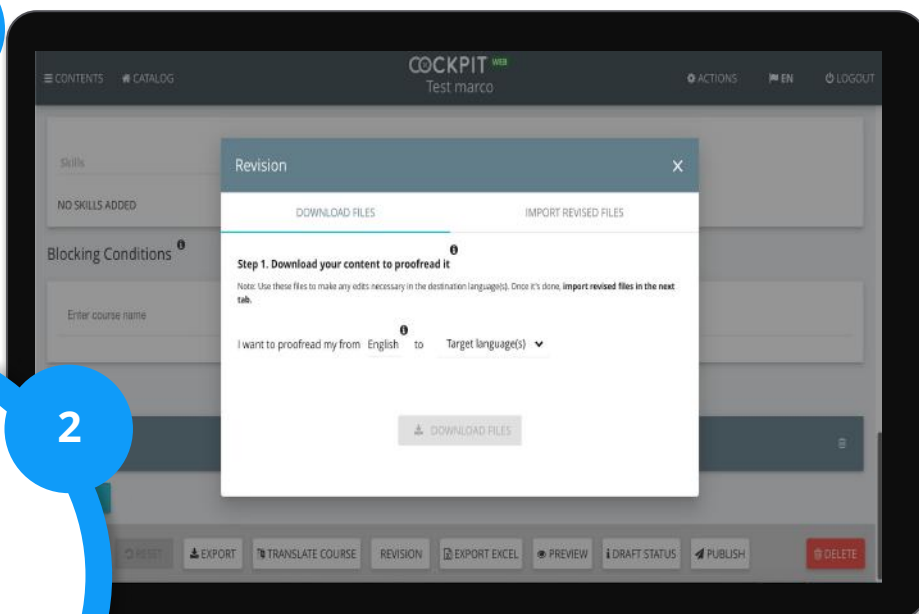 COCKPIT WEB
CONTENTS CATALOG Test marco ACTIONS EN LOGOUT
Skills
NO SKILLS ADDED
Blocking Conditions
Enter course name
Revision X
DOWNLOAD FILES IMPORT REVISED FILES
Step 1. Download your content to proofread it
Note: Use these files to make any edits necessary in the destination language(s). Once it's done, import revised files in the next
tab.
I want to proofread my from English to Target language(s)
DOWNLOAD FILES
2
RESET EXPORT TRANSLATE COURSE REVISION EXPORT EXCEL PREVIEW DRAFT STATUS PUBLISH DELETE